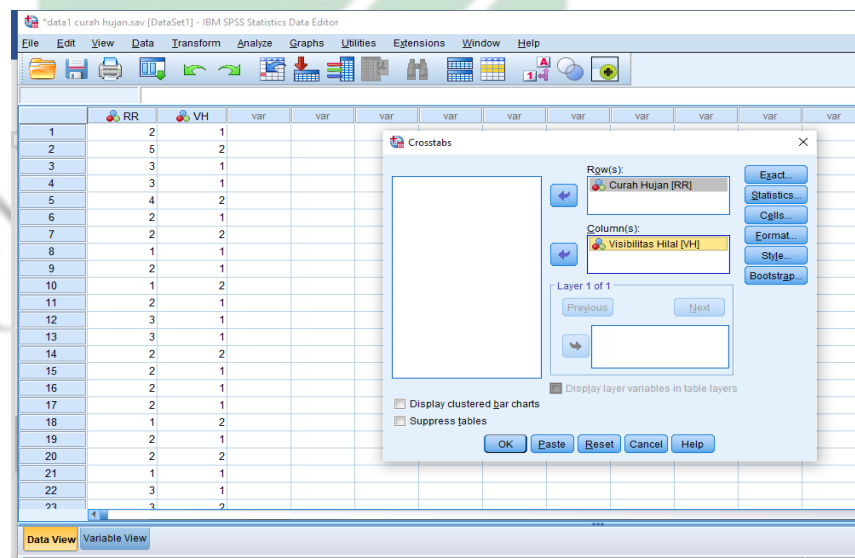 *data1 curah hujan.sav [DataSet1] - IBM SPSS Statistics Data Editor
File Edit View Data Transform Analyze Graphs Utilities Extensions Window Help
RR VH var var var var var var var var var var
1 2 1
2 5 2
3 3 1
4 3 1
5 4 2
6 2 1
7 2 2
8 1 1
9 2 1
10 1 2
11 2 1
12 3 1
13 3 1
14 2 2
15 2 1
16 2 1
17 2 1
18 1 2
19 2 1
20 2 2
21 1 1
22 3 1
23 3 2
Data View Variable View
Crosstabs
Row(s):
Curah Hujan [RR]
Column(s):
Visibilitas Hilal [VH]
Exact...
Statistics...
Cells...
Format...
Style...
Bootstrap...
Layer 1 of 1
Previous Next
Display layer variables in table layers
Display clustered bar charts
Suppress tables
OK Paste Reset Cancel Help